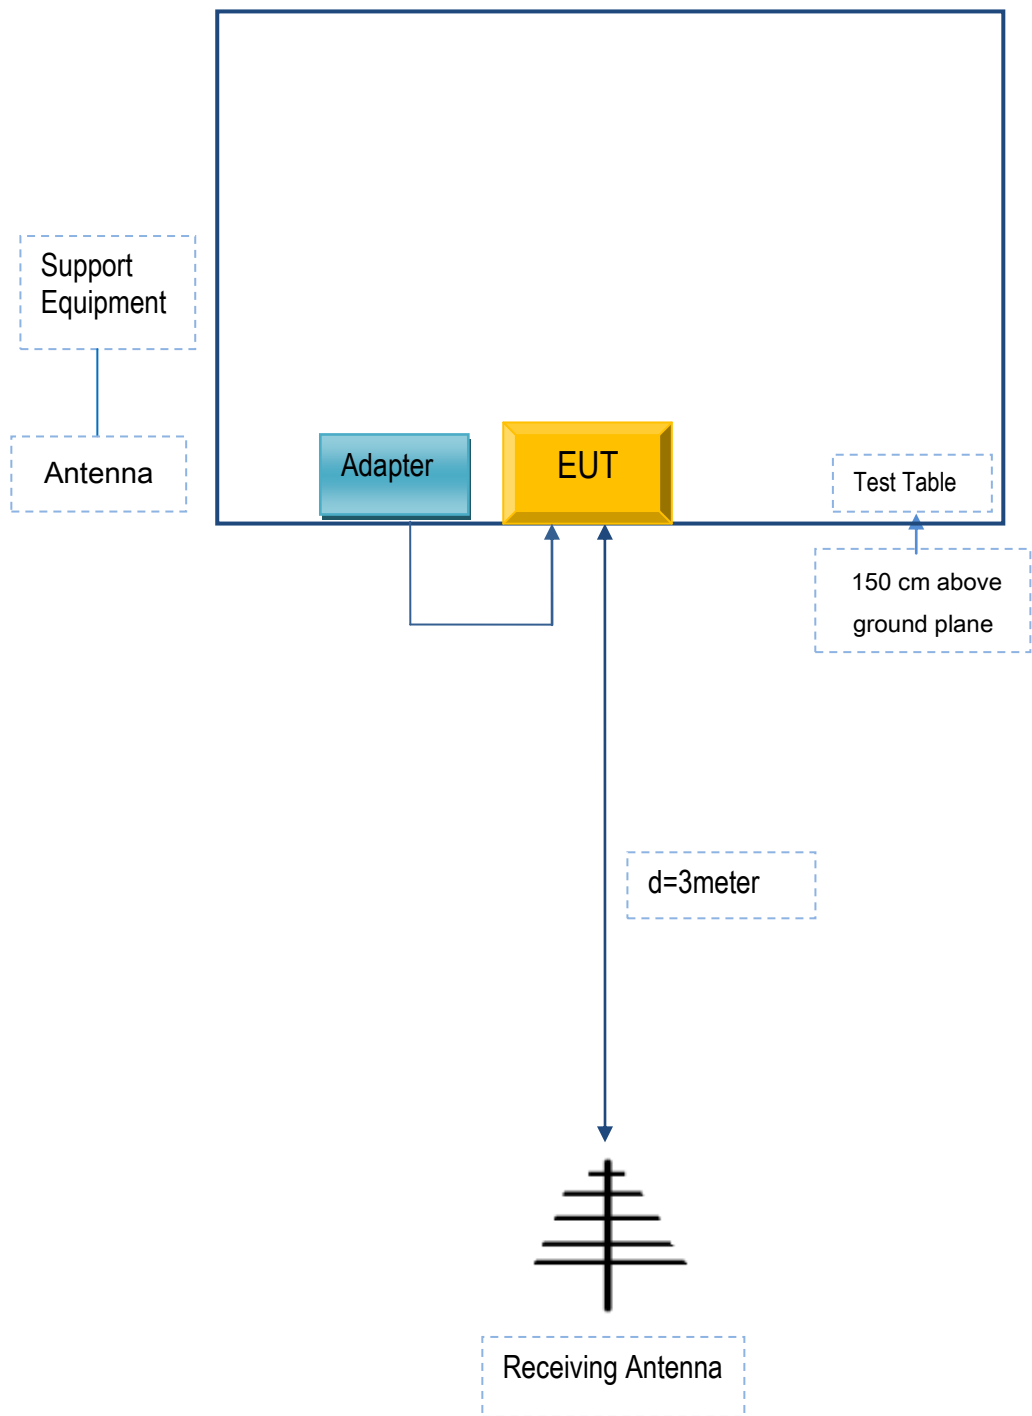 Support
Equipment
Antenna
Adapter
EUT
Test Table
150 cm above
ground plane
d=3meter
Receiving Antenna